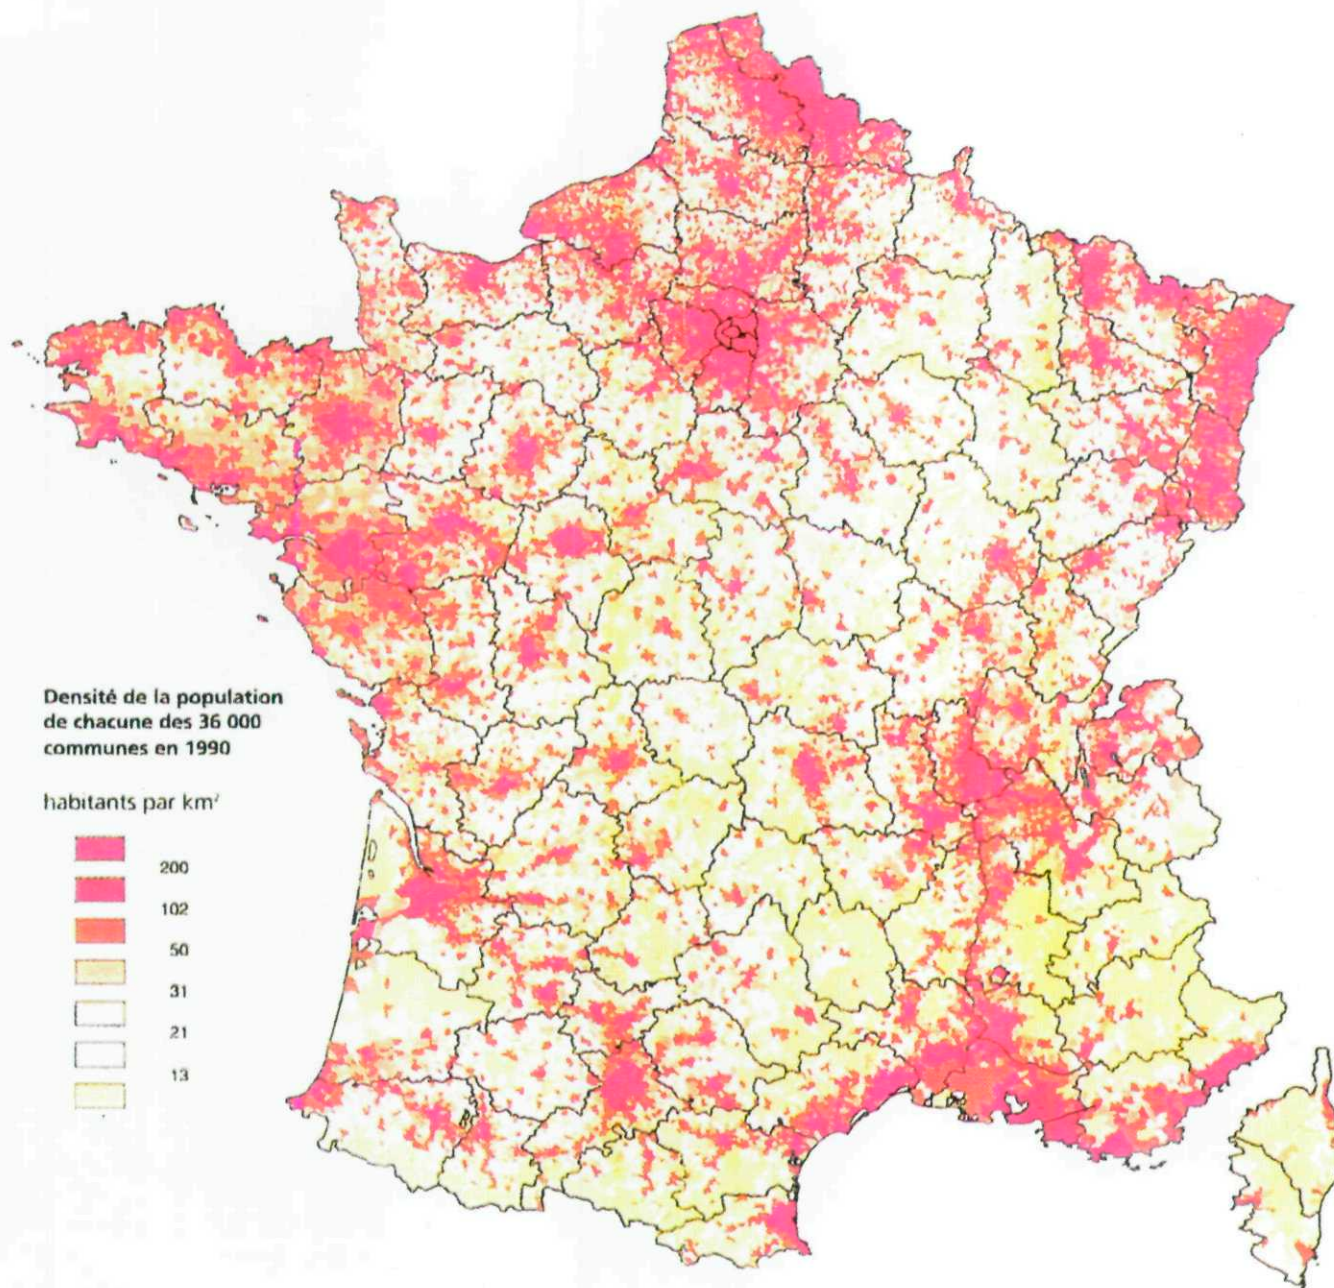 Densité de la population
de chacune des 36 000
communes en 1990
habitants par km²
200
102
50
31
21
13